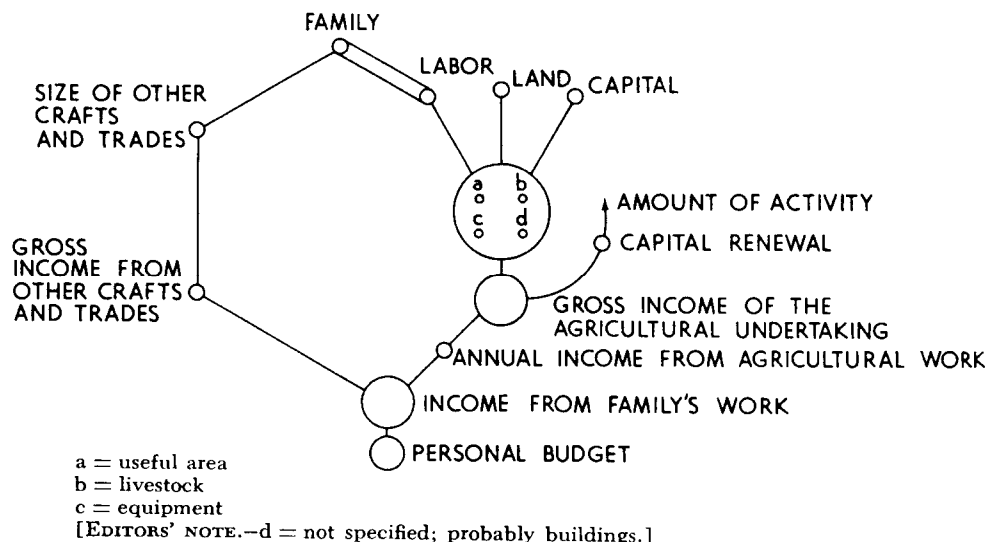 FAMILY
LABOR
LAND
CAPITAL
SIZE OF OTHER
CRAFTS
AND TRADES
a b
c d
AMOUNT OF ACTIVITY
CAPITAL RENEWAL
GROSS
INCOME FROM
OTHER CRAFTS
AND TRADES
GROSS INCOME OF THE
AGRICULTURAL UNDERTAKING
ANNUAL INCOME FROM AGRICULTURAL WORK
INCOME FROM FAMILY'S WORK
PERSONAL BUDGET
a = useful area
b = livestock
c = equipment
[EDITORS' NOTE.–d = not specified; probably buildings.]